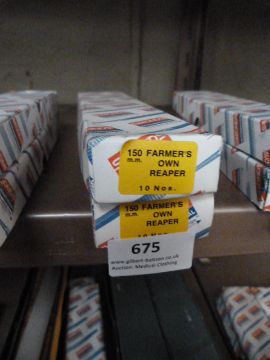 150 FARMER'S
m.m. OWN
REAPER
10 Nos.
150 FARMER'S
m.m. OWN
REAPER
675
www.gilbert-baitson.co.uk
Auction: Medical Clothing